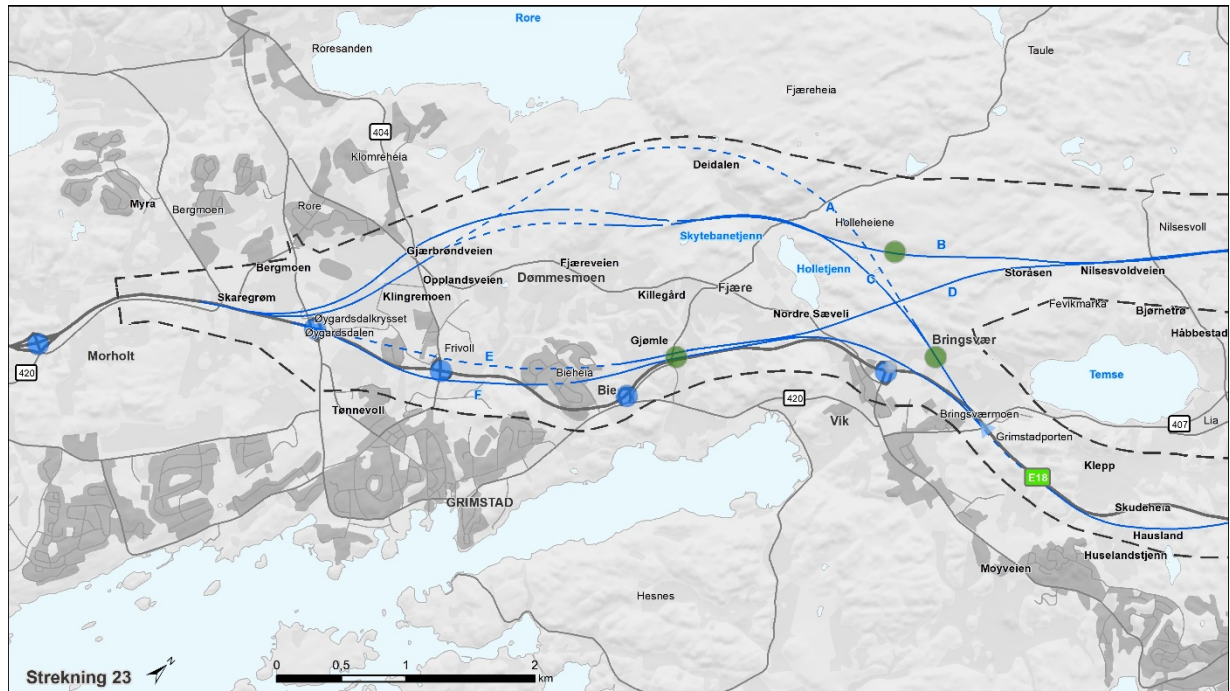 Rore
Roresanden
Taule
Fjæreheia
404
Klomreheia
Deidalen
Myra
Bergmoen
Rore
A
Holleheiene
Nilsesvoll
Skytebanetjenn
B
Gjærbrøndveien
Bergmoen
Opplandsveien
Fjæreveien
Dømmesmoen
Holletjenn
C
Storåsen
Nilsesvoldveien
Skaregrøm
Klingremoen
Killegård
Fjære
D
Fevikmarka
Bjørnetrø
Øygardsdalkrysset
Øygardsdalen
Nordre Sæveli
Håbbestad
Morholt
Frivoll
E
Gjømle
Bringsvær
420
Bieheia
Temse
F
Bie
420
Tønnevoll
Vik
Bringsværmoen
Lia
407
Grimstadporten
Klepp
E18
GRIMSTAD
Skudeheia
Hausland
Huselandstjenn
Moyveien
Hesnes
Strekning 23
N
0 0,5 1 2
km